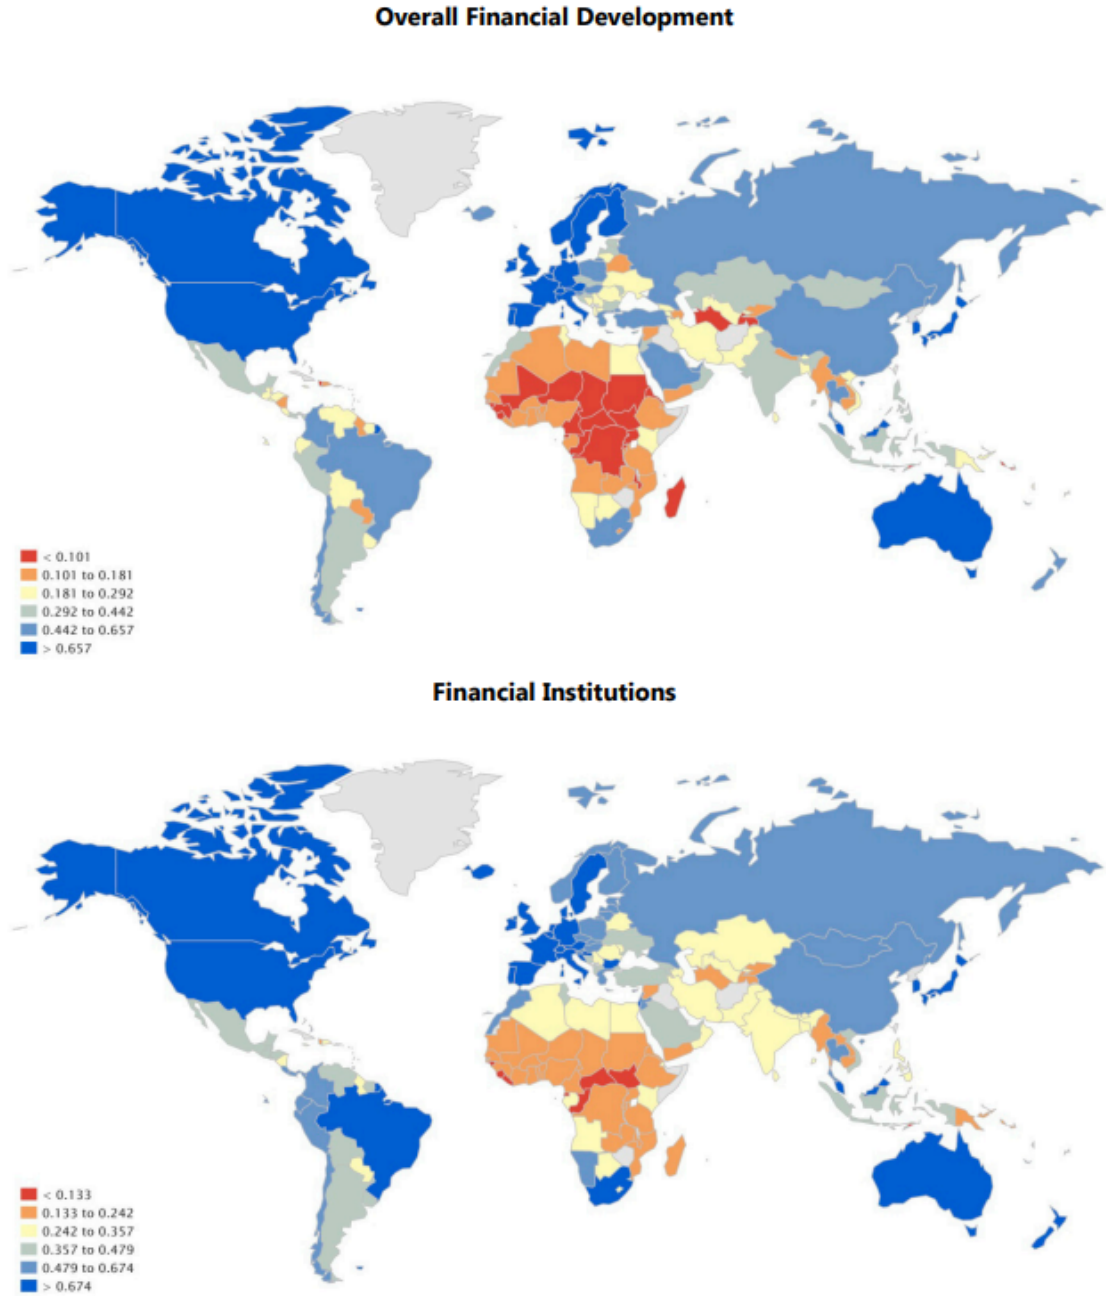 Overall Financial Development
< 0.101
0.101 to 0.181
0.181 to 0.292
0.292 to 0.442
0.442 to 0.657
> 0.657
Financial Institutions
< 0.133
0.133 to 0.242
0.242 to 0.357
0.357 to 0.479
0.479 to 0.674
> 0.674